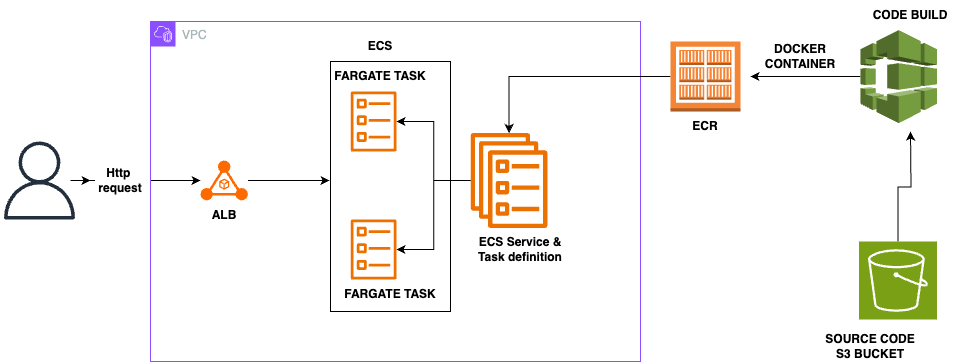 CODE BUILD
VPC
ECS
DOCKER
CONTAINER
FARGATE TASK
ECR
Http
request
ALB
ECS Service &
Task definition
FARGATE TASK
SOURCE CODE
S3 BUCKET